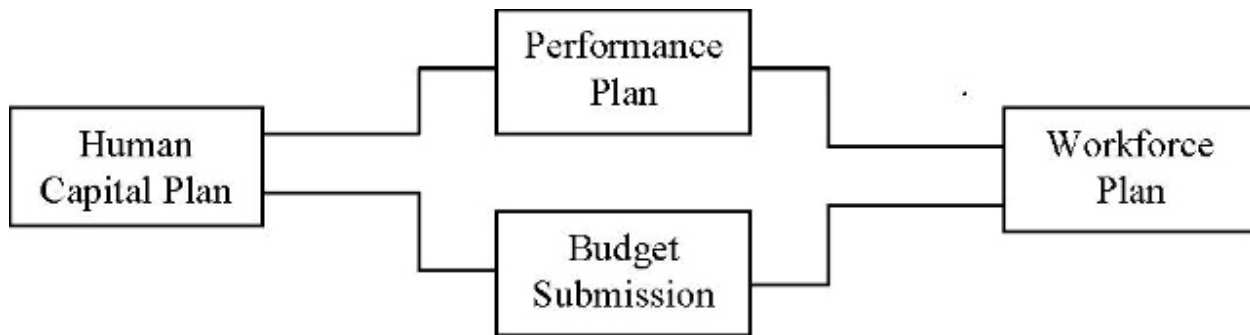 Performance
Plan
Human
Capital Plan
Workforce
Plan
Budget
Submission